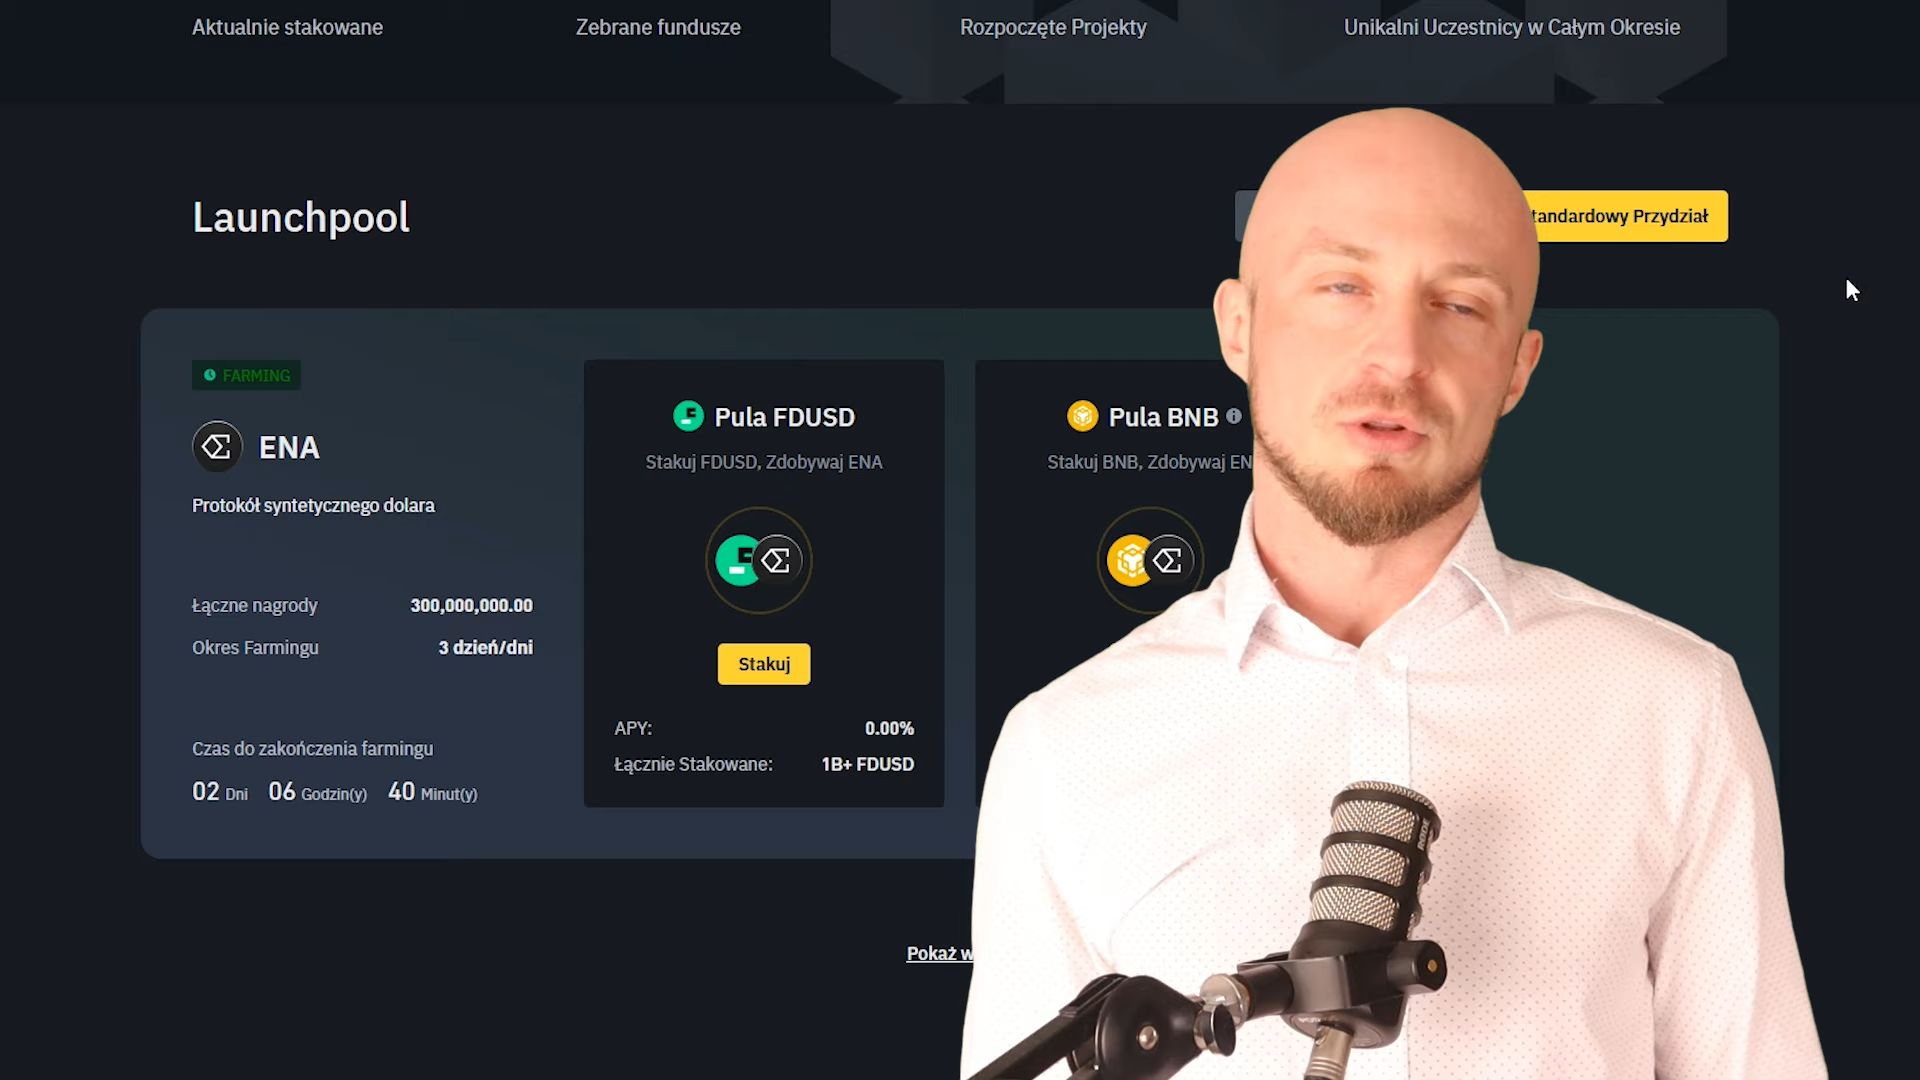 Aktualnie stakowane
Zebrane fundusze
Rozpoczęte Projekty
Unikalni Uczestnicy w Całym Okresie
Launchpool
tandardowy Przydział
FARMING
ENA
Protokół syntetycznego dolara
Łączne nagrody 300,000,000.00
Okres Farmingu 3 dzień/dni
Czas do zakończenia farmingu
02 Dni 06 Godzin(y) 40 Minut(y)
Pula FDUSD
Stakuj FDUSD, Zdobywaj ENA
Stakuj
APY: 0.00%
Łącznie Stakowane: 1B+ FDUSD
Pula BNB
Stakuj BNB, Zdobywaj EN
Pokaż w
RODE